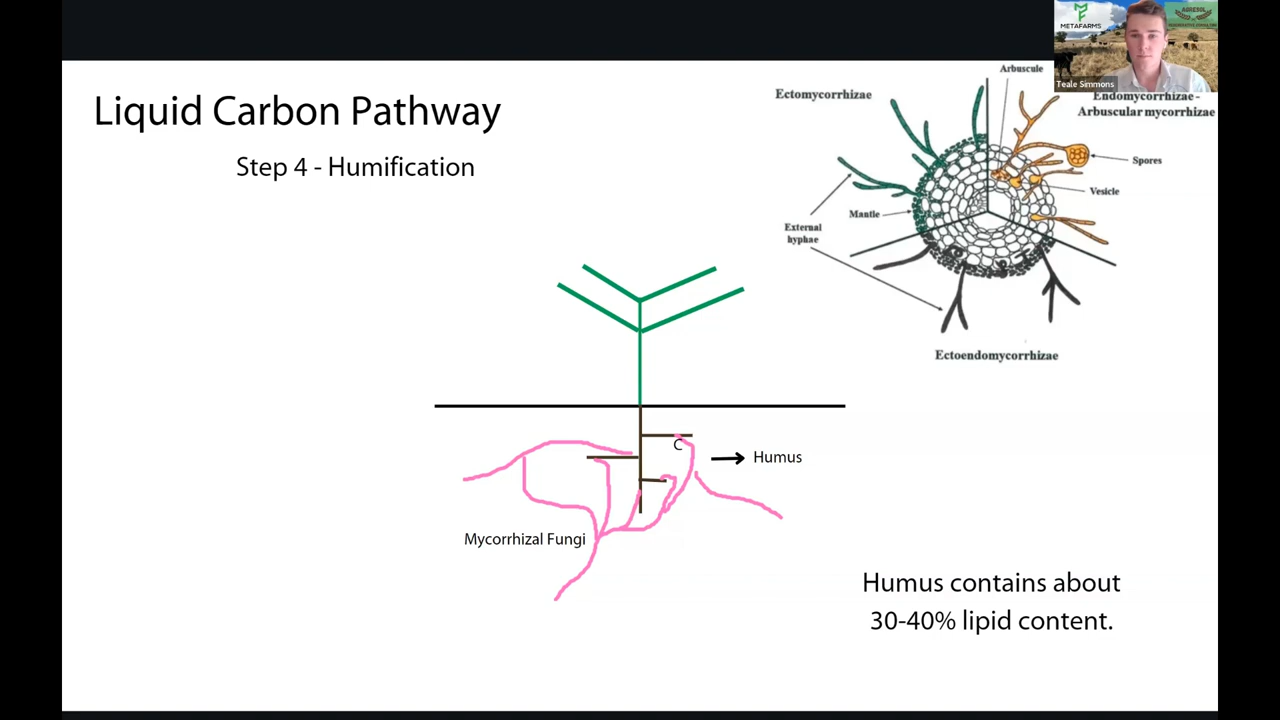 METAFARMS
AGRESOL
Teale Simmons
Liquid Carbon Pathway
Step 4 - Humification
Arbuscule
Ectomycorrhizae
Endomycorrhizae-
Arbuscular mycorrhizae
Spores
Vesicle
Mantle
External
hyphae
Ectoendomycorrhizae
C
Humus
Mycorrhizal Fungi
Humus contains about
30-40% lipid content.